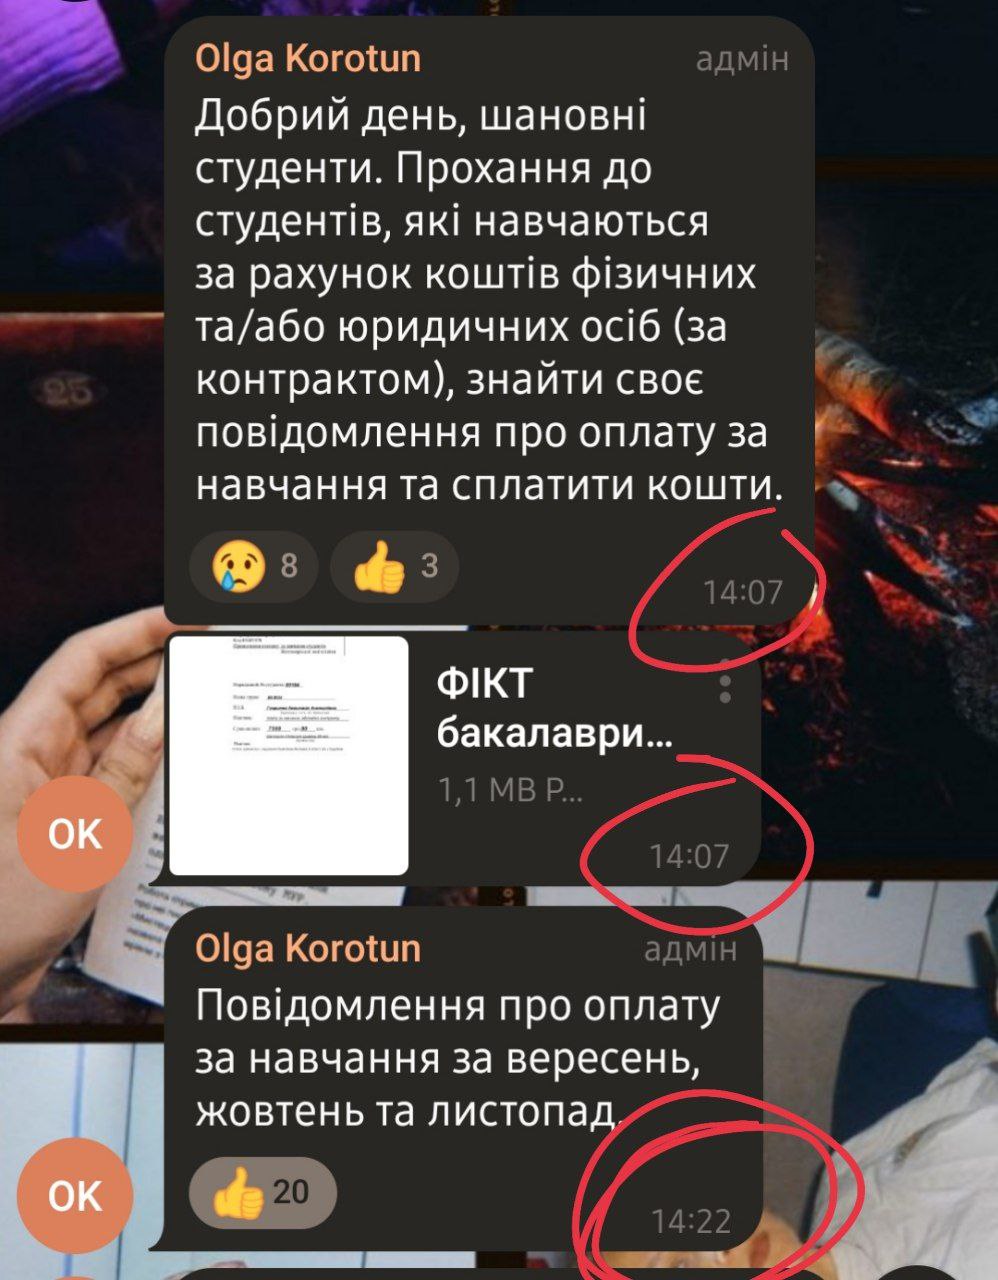 Olga Korotun адмін
Добрий день, шановні
студенти. Прохання до
студентів, які навчаються
за рахунок коштів фізичних
та/або юридичних осіб (за
контрактом), знайти своє
повідомлення про оплату за
навчання та сплатити кошти.
😢 8 👍 3
14:07
ФІКТ
бакалаври...
1,1 MB P...
14:07
OK
Olga Korotun адмін
Повідомлення про оплату
за навчання за вересень,
жовтень та листопад.
👍 20
14:22
OK
25